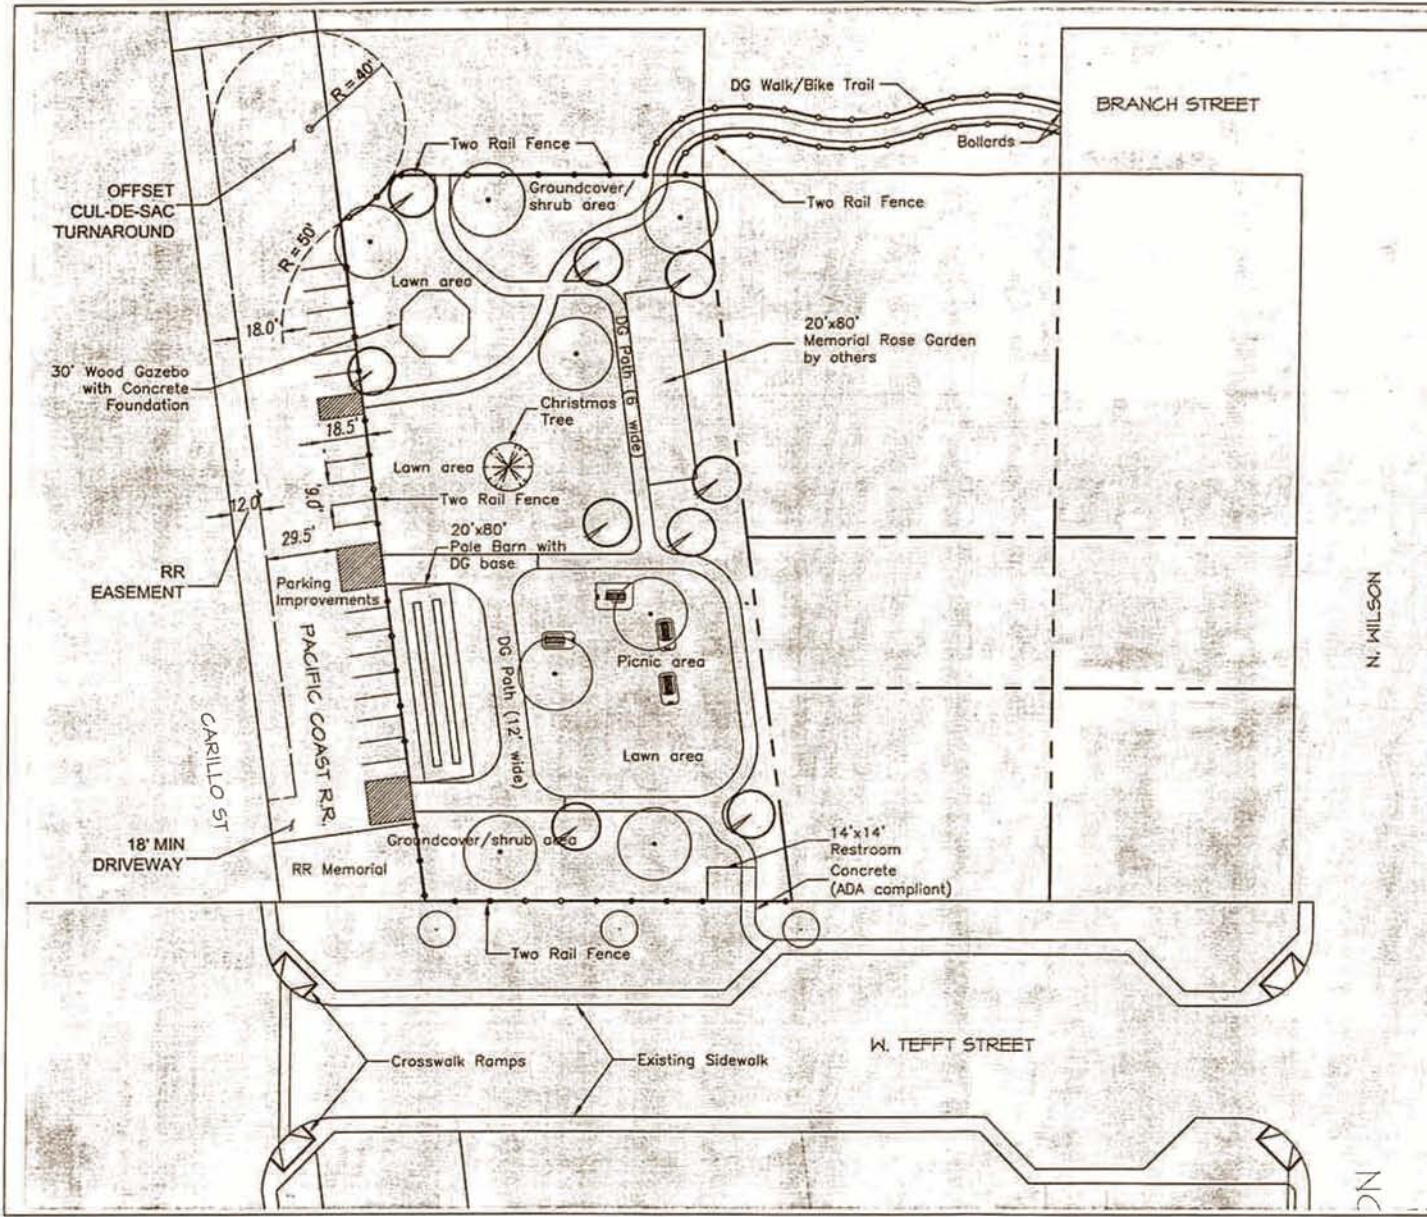 R = 40'
DG Walk/Bike Trail
BRANCH STREET
Bollards
Two Rail Fence
OFFSET
CUL-DE-SAC
TURNAROUND
Groundcover/
shrub area
Two Rail Fence
R = 50'
Lawn area
18.0'
20'x80'
Memorial Rose Garden
by others
DG Path (6' wide)
30' Wood Gazebo
with Concrete
Foundation
Christmas
Tree
18.5'
Lawn area
Two Rail Fence
9.0'
12.0'
29.5'
20'x80'
Pole Barn with
DG base
RR
EASEMENT
Parking
Improvements
PACIFIC COAST R.R.
DG Path (12' wide)
Picnic area
Lawn area
N. WILSON
CARILLO ST
18' MIN
DRIVEWAY
Groundcover/shrub area
RR Memorial
14'x14'
Restroom
Concrete
(ADA compliant)
Two Rail Fence
Crosswalk Ramps
Existing Sidewalk
W. TEFFT STREET